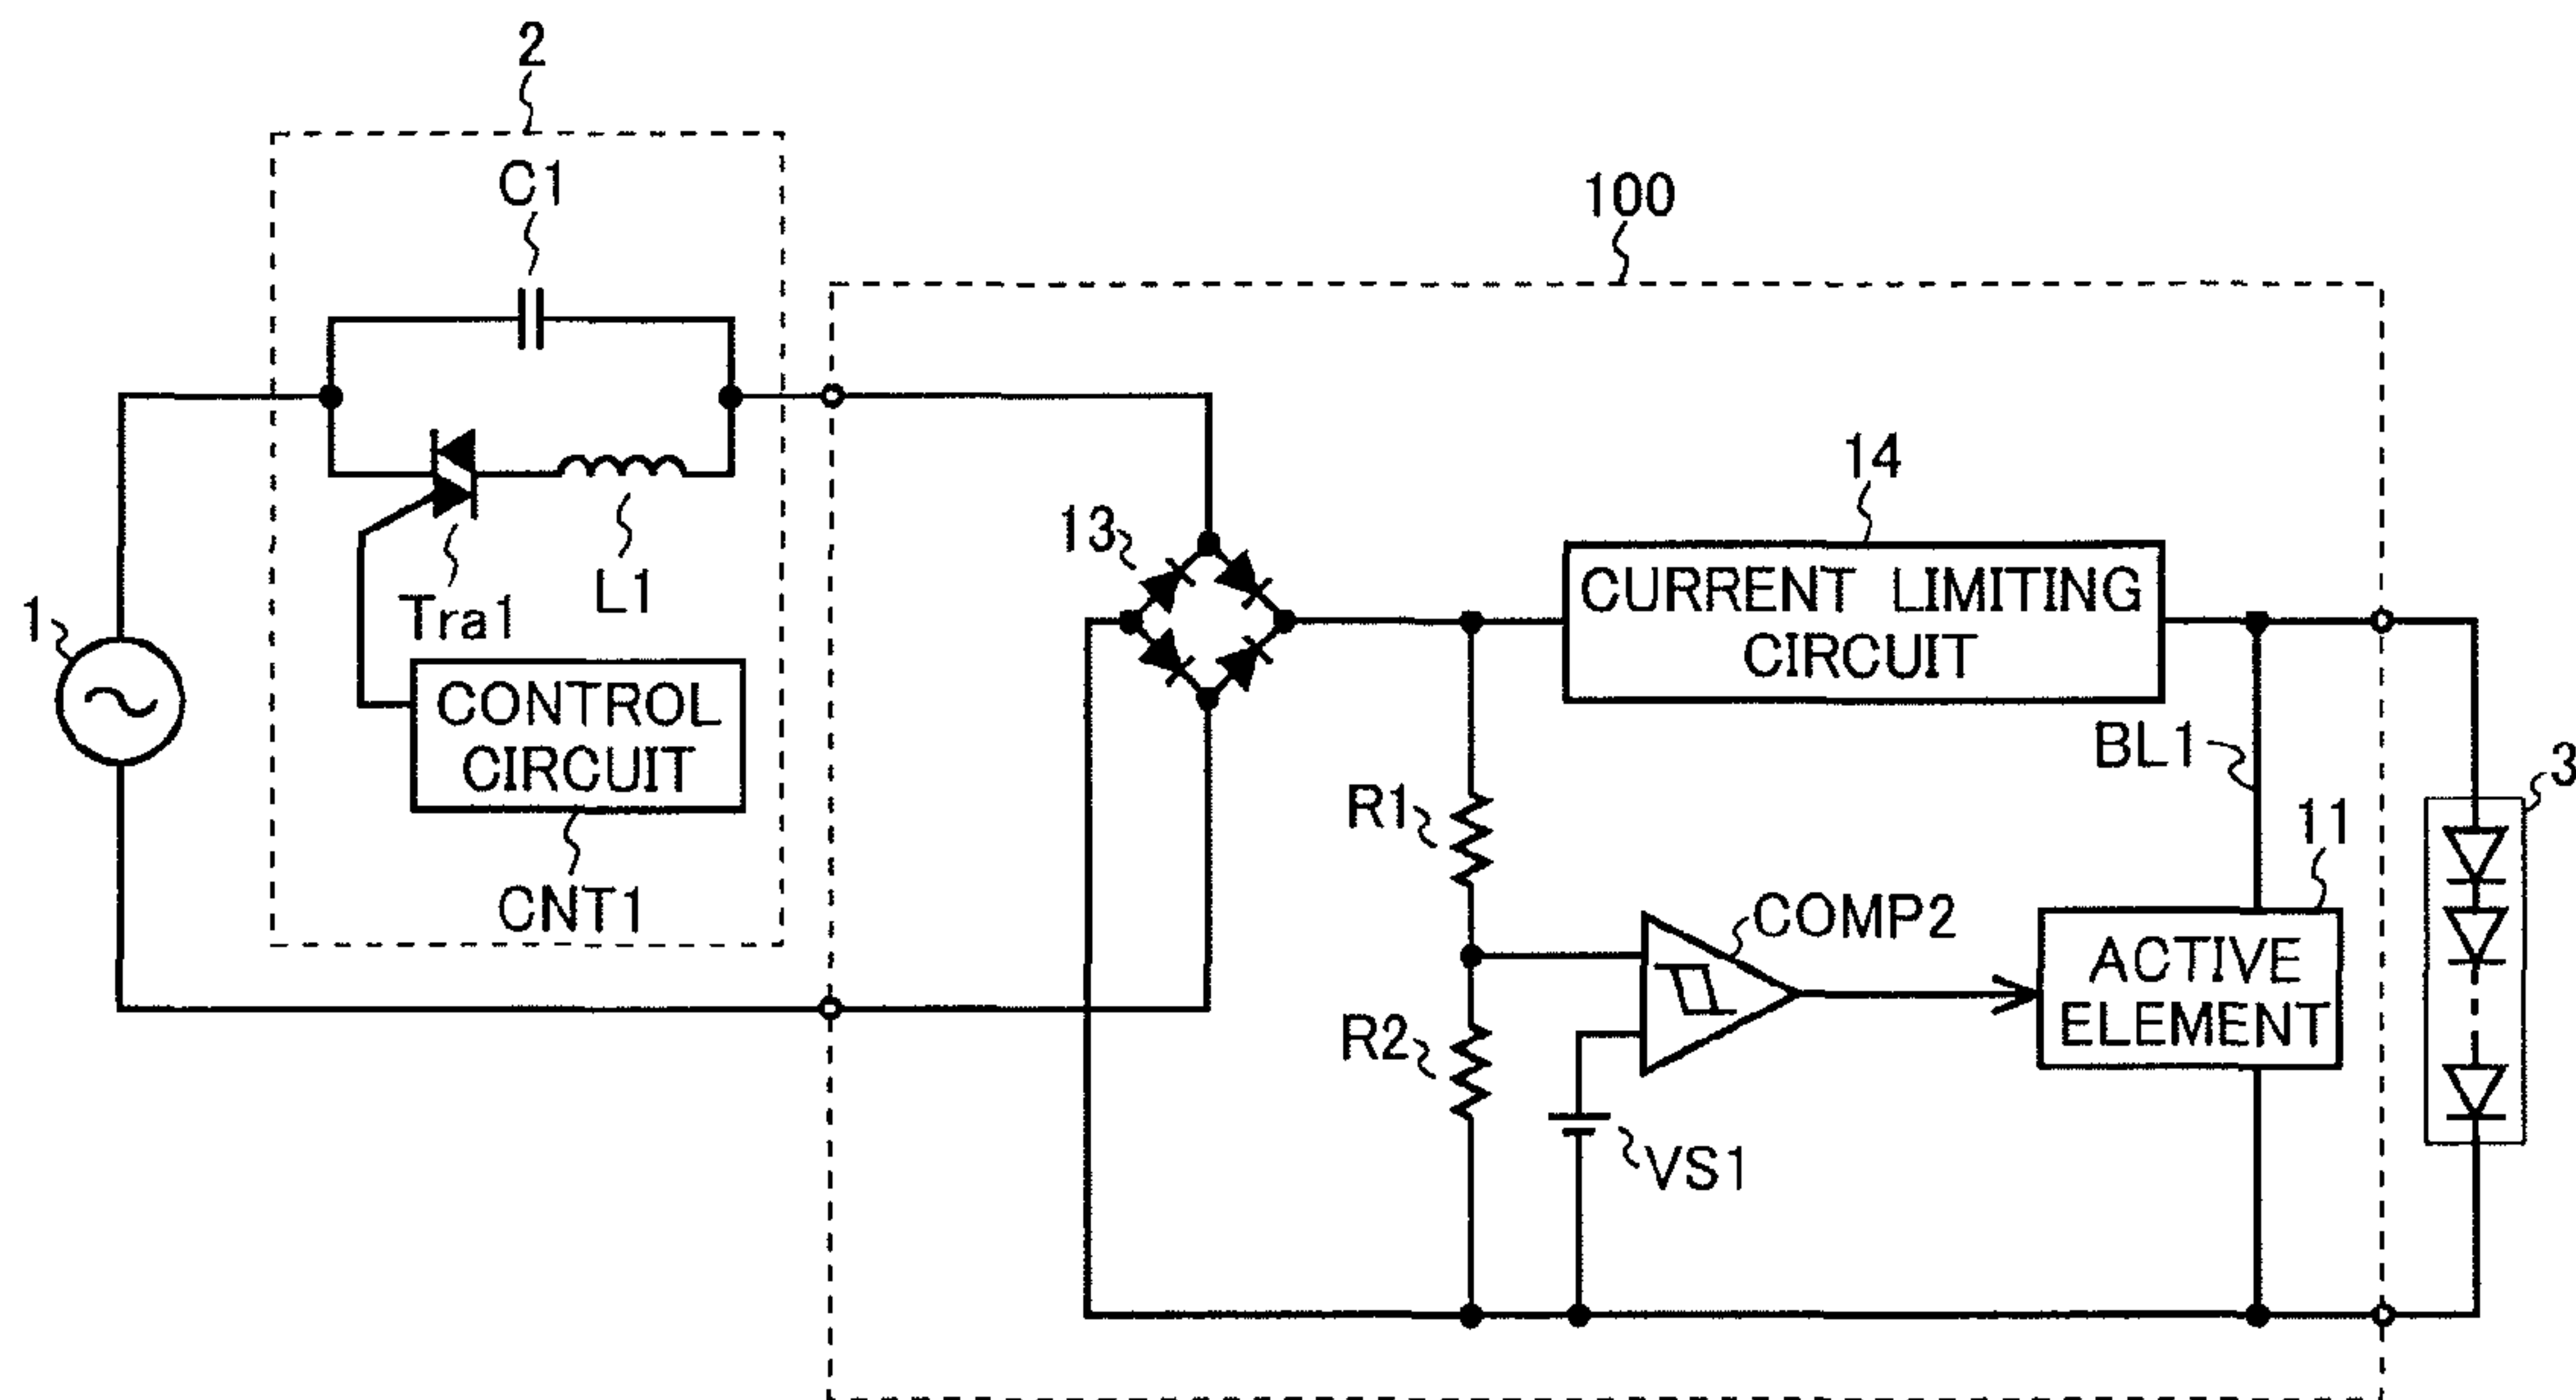 2
C1
100
14
13
CURRENT LIMITING
CIRCUIT
1
Tra1
L1
CONTROL
CIRCUIT
BL1
3
R1
11
CNT1
COMP2
ACTIVE
ELEMENT
R2
VS1